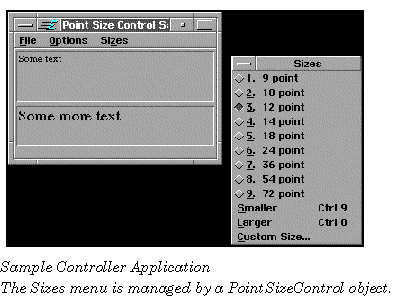 Point Size Control S
File Options Sizes
Some text
Some more text
Sizes
1. 9 point
2. 10 point
3. 12 point
4. 14 point
5. 18 point
6. 24 point
7. 36 point
8. 54 point
9. 72 point
Smaller Ctrl 9
Larger Ctrl 0
Custom Size...
Sample Controller Application
The Sizes menu is managed by a PointSizeControl object.